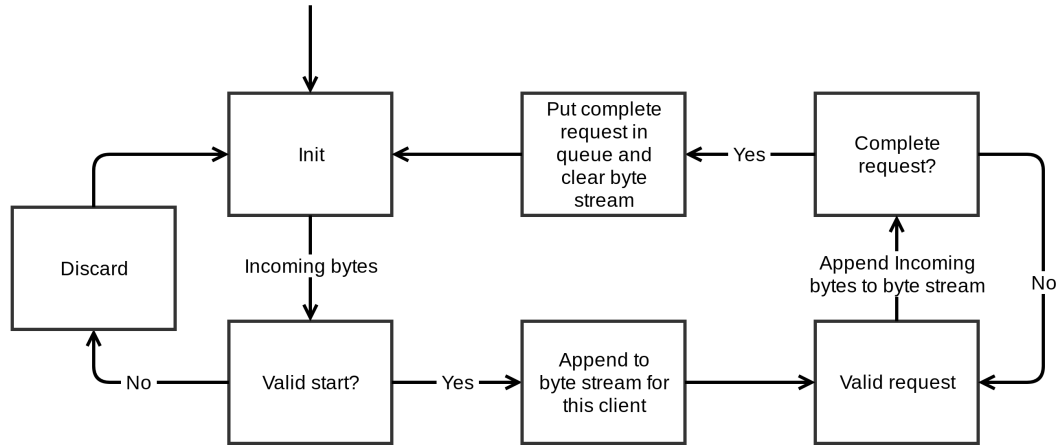 Init
Put complete
request in
queue and
clear byte
stream
Yes
Complete
request?
Discard
Incoming bytes
Append Incoming
bytes to byte stream
No
No
Valid start?
Yes
Append to
byte stream for
this client
Valid request